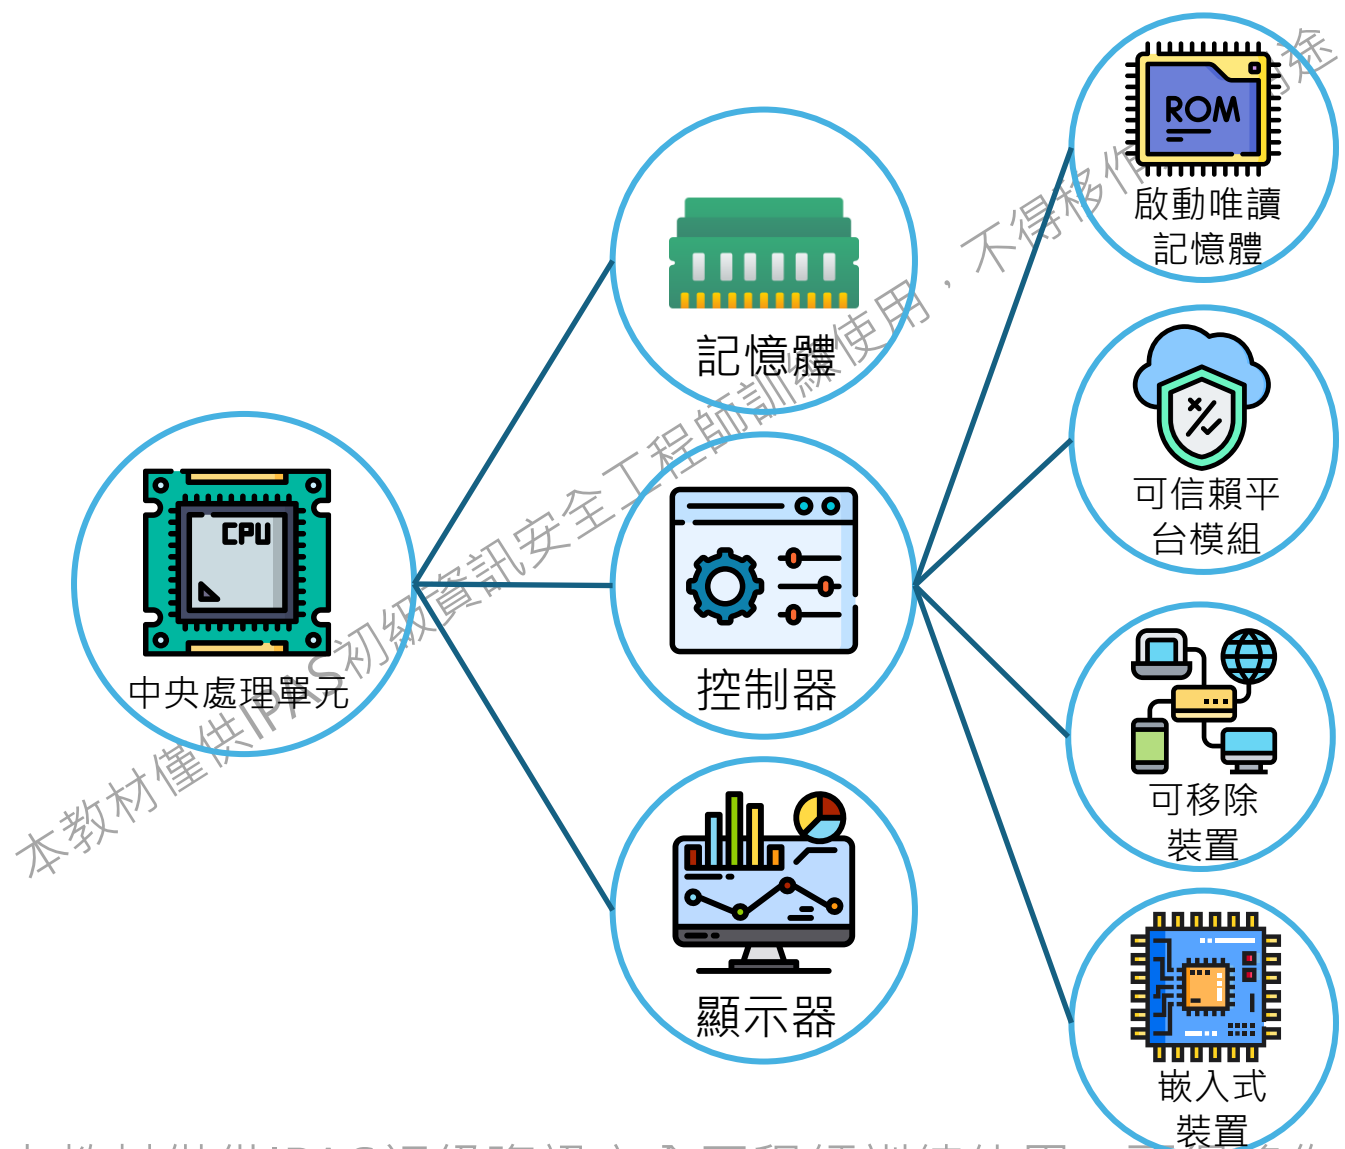 CPU
中央處理單元
記憶體
控制器
顯示器
ROM
啟動唯讀
記憶體
可信賴平
台模組
可移除
裝置
嵌入式
裝置
本教材僅供IPAS初級資訊安全工程師訓練使用，不得移作
途